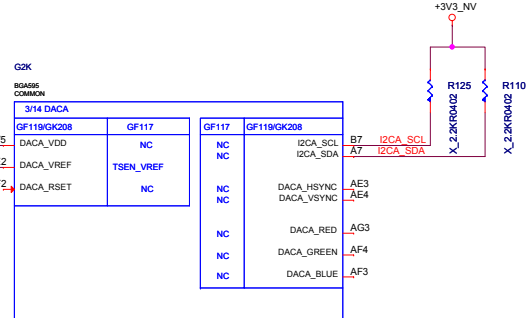 +3V3_NV
G2K
BGA595
COMMON
R125
R110
X_2.2KR0402
X_2.2KR0402
3/14 DACA
GF119/GK208 GF117 GF117 GF119/GK208
5 DACA_VDD NC NC I2CA_SCL B7 I2CA_SCL
NC I2CA_SDA A7 I2CA_SDA
2 DACA_VREF TSEN_VREF
2 DACA_RSET NC NC DACA_HSYNC AE3
NC DACA_VSYNC AE4
NC DACA_RED AG3
NC DACA_GREEN AF4
NC DACA_BLUE AF3